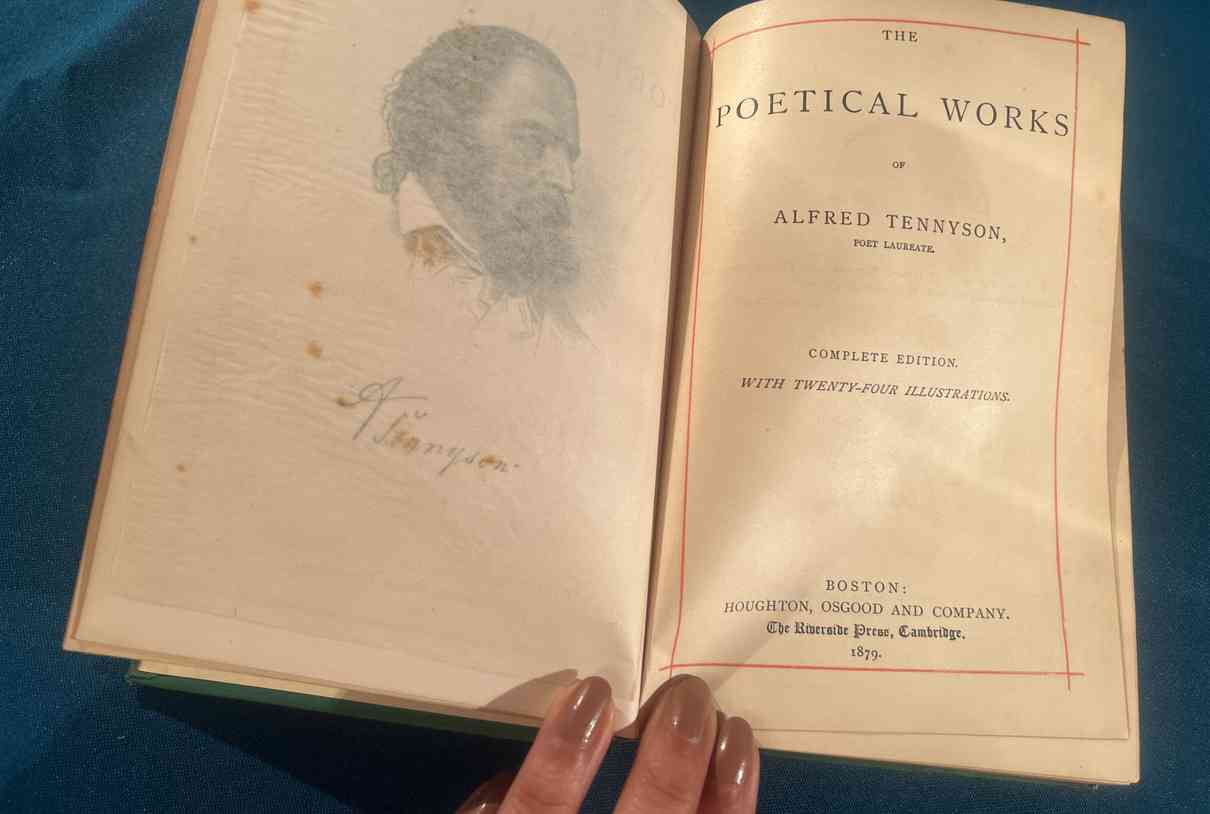 A Tennyson.
THE
POETICAL WORKS
OF
ALFRED TENNYSON,
POET LAUREATE.
COMPLETE EDITION.
WITH TWENTY-FOUR ILLUSTRATIONS.
BOSTON:
HOUGHTON, OSGOOD AND COMPANY.
The Riverside Press, Cambridge.
1879.